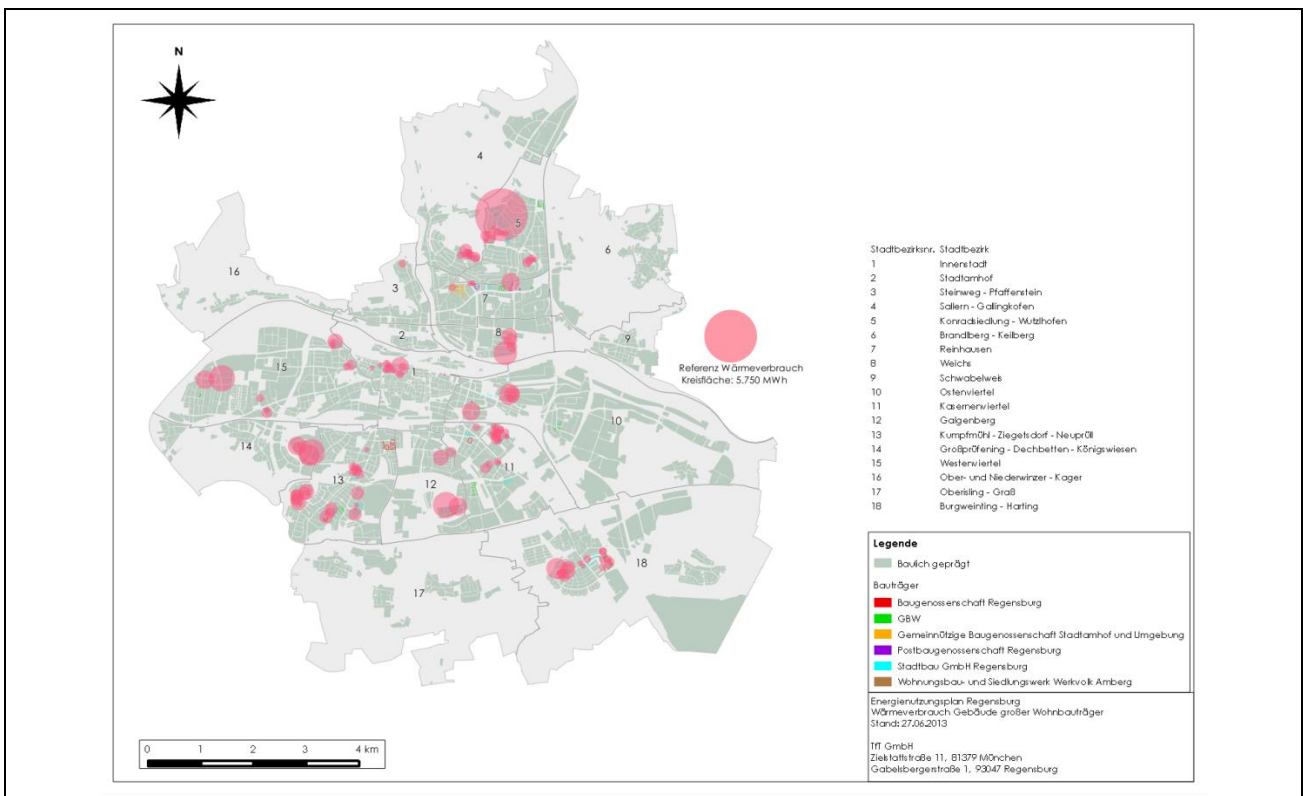 N
4
5
6
16
3
7
2
8
9
Referenz Wärmeverbrauch
Kreisfläche: 5.750 MWh
15
1
10
14
11
13
12
18
17
Stadtbezirksnr. Stadtbezirk
1 Innenstadt
2 Stadtamhof
3 Steinweg - Pfaffenstein
4 Sallern - Gallingkofen
5 Konradsiedlung - Wutzlhofen
6 Brandlberg - Keilberg
7 Reinhausen
8 Weichs
9 Schwabelweis
10 Ostenviertel
11 Kasernenviertel
12 Galgenberg
13 Kumpfmühl - Ziegetsdorf - Neuprüll
14 Großprüfening - Dechbetten - Königswiesen
15 Westenviertel
16 Ober- und Niederwinzer - Kager
17 Oberisling - Graß
18 Burgweinting - Harting
Legende
Baulich geprägt
Bauträger
Baugenossenschaft Regensburg
GBW
Gemeinnützige Baugenossenschaft Stadtamhof und Umgebung
Postbaugenossenschaft Regensburg
Stadtbau GmbH Regensburg
Wohnungsbau- und Siedlungswerk Werkvolk Amberg
Energienutzungsplan Regensburg
Wärmeverbrauch Gebäude großer Wohnbauträger
Stand: 27.06.2013
TfT GmbH
Zielstattstraße 11, 81379 München
Gabelsbergerstraße 1, 93047 Regensburg
0 1 2 3 4 km